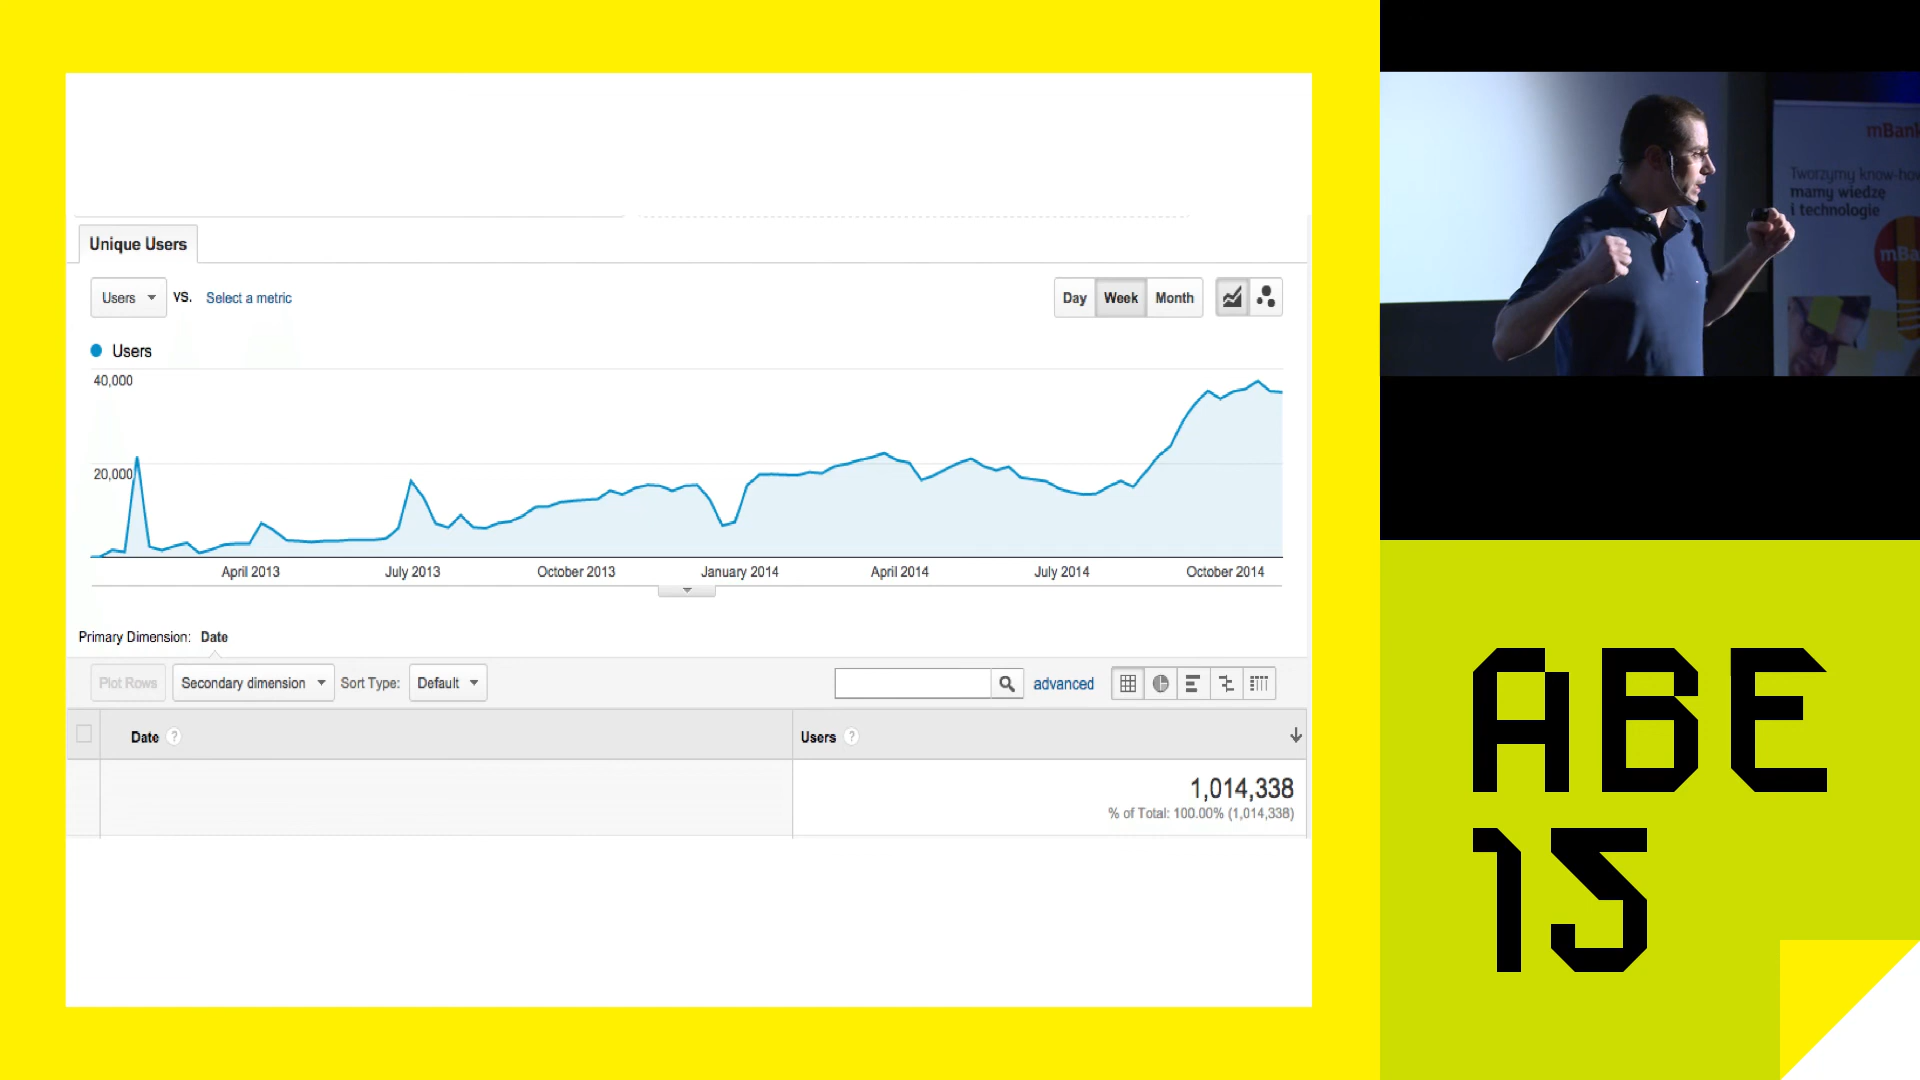 Unique Users
Users VS. Select a metric
Day Week Month
Users
40,000
20,000
April 2013 July 2013 October 2013 January 2014 April 2014 July 2014 October 2014
Primary Dimension: Date
Plot Rows Secondary dimension Sort Type: Default advanced
Date ? Users ?
1,014,338
% of Total: 100.00% (1,014,338)
mBank
Tworzymy know-how
mamy wiedzę
i technologie
mBa
ABE
15